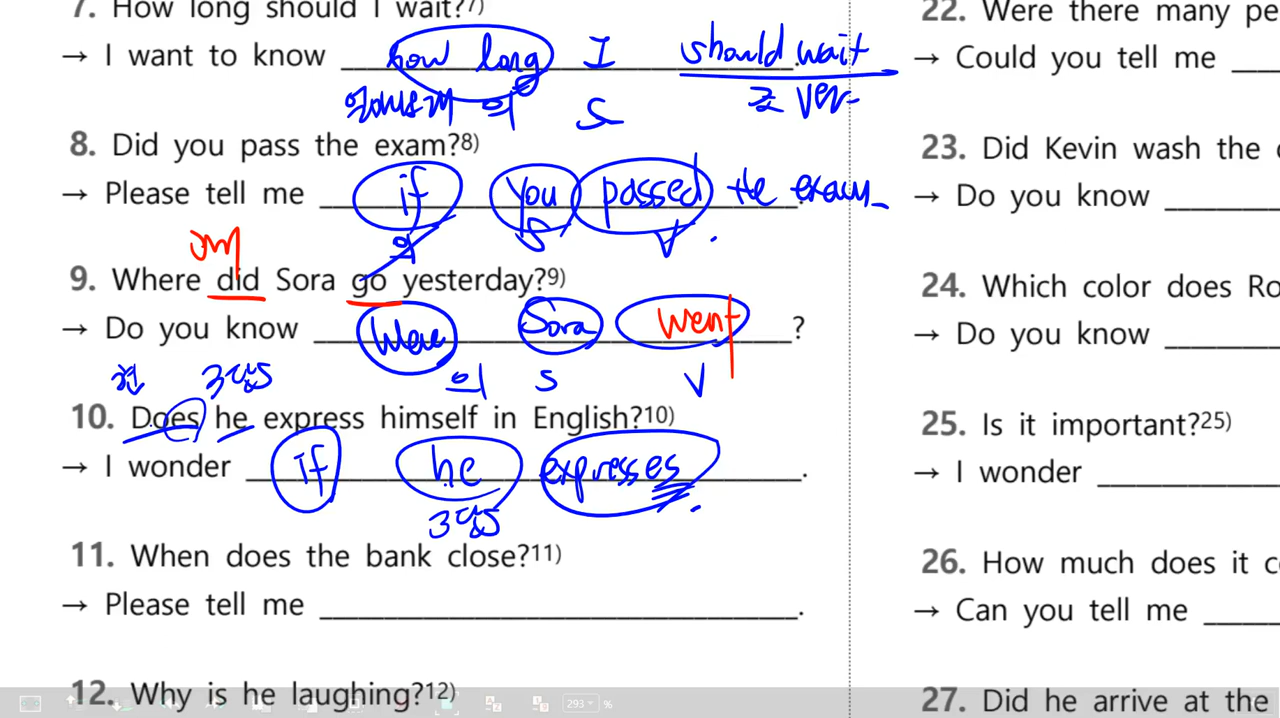 7. How long should I wait?7)
→ I want to know how long I should wait.
의 S 조 ver
8. Did you pass the exam?8)
→ Please tell me if you passed the exam.
의 S V
9. Where did Sora go yesterday?9)
→ Do you know Where Sora went ?
의 S V
현 3인칭S
10. Does he express himself in English?10)
→ I wonder If he expresses .
3인칭S
11. When does the bank close?11)
→ Please tell me .
12. Why is he laughing?12)
22. Were there many pe
→ Could you tell me
23. Did Kevin wash the
→ Do you know
24. Which color does Ro
→ Do you know
25. Is it important?25)
→ I wonder
26. How much does it c
→ Can you tell me
27. Did he arrive at the
293 %